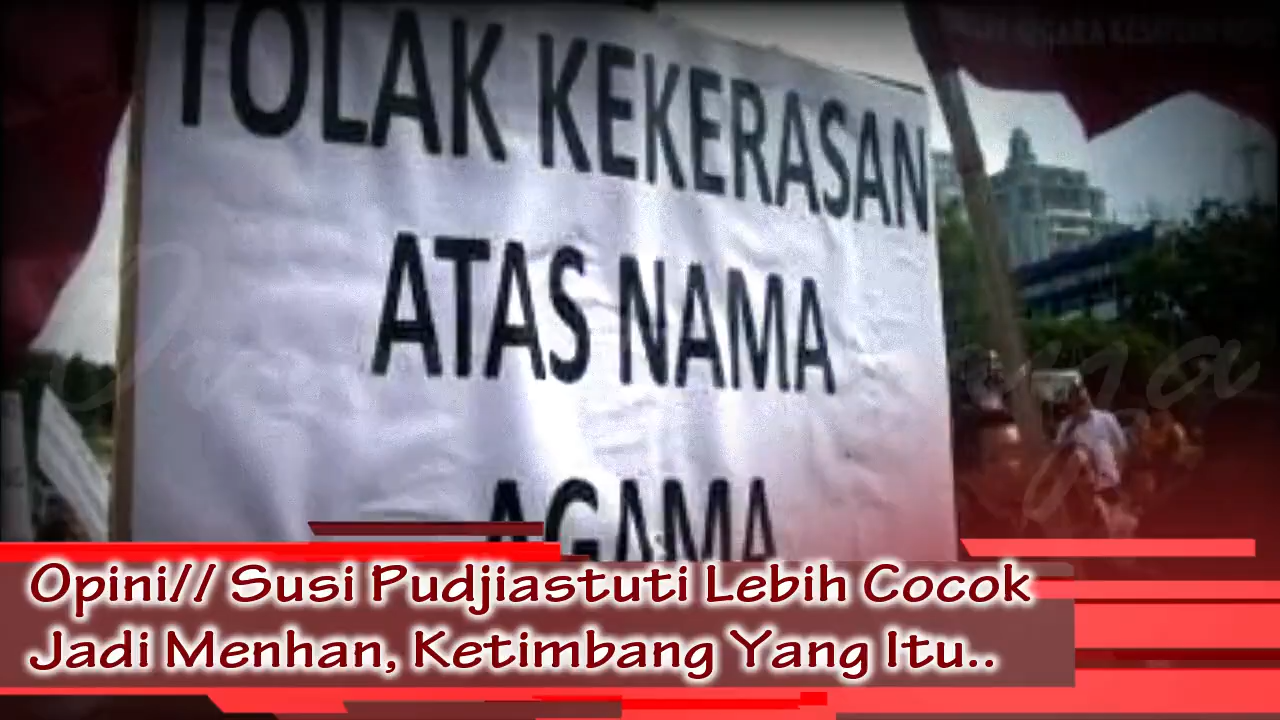 TOLAK KEKERASAN
ATAS NAMA
AGAMA
Opini// Susi Pudjiastuti Lebih Cocok
Jadi Menhan, Ketimbang Yang Itu..